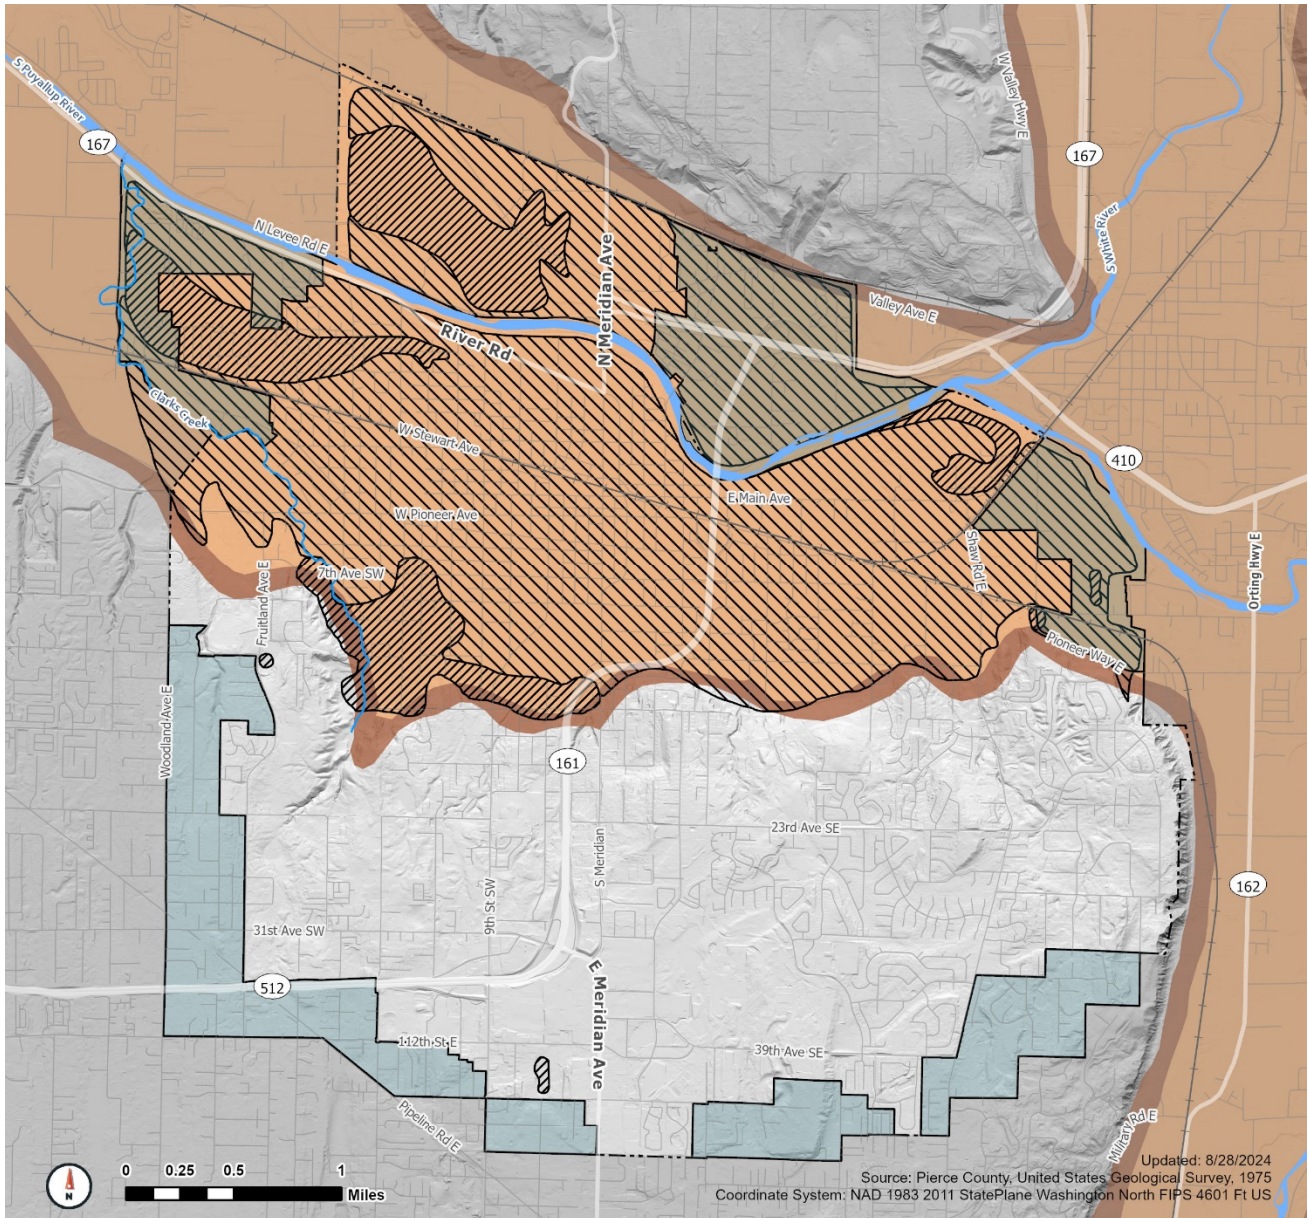 S Puyallup River
167
W Valley Hwy E
167
S White River
N Levee Rd E
N Meridian Ave
Valley Ave E
River Rd
Clarks Creek
W Stewart Ave
410
E Main Ave
W Pioneer Ave
Shaw Rd E
7th Ave SW
Fruitland Ave E
Orting Hwy E
Pioneer Way E
Woodland Ave E
161
23rd Ave SE
S Meridian
9th St SW
162
31st Ave SW
512
E Meridian Ave
112th St E
39th Ave SE
Pipeline Rd E
Military Rd E
N
0 0.25 0.5 1
Miles
Updated: 8/28/2024
Source: Pierce County, United States Geological Survey, 1975
Coordinate System: NAD 1983 2011 StatePlane Washington North FIPS 4601 Ft US